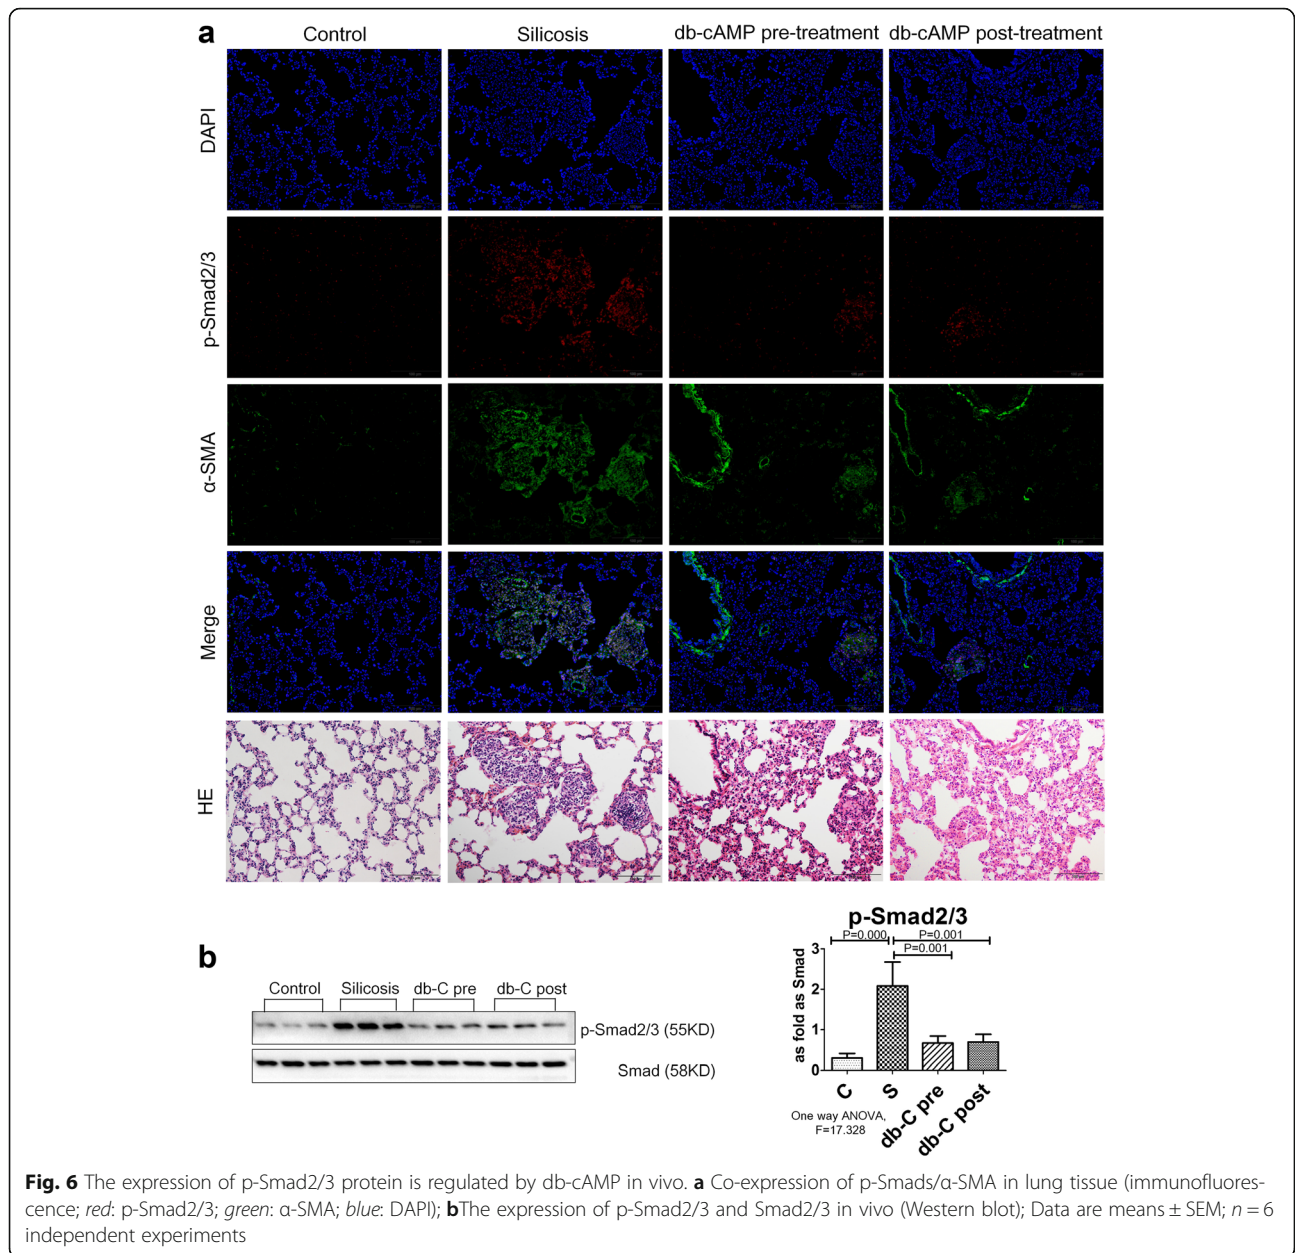 a
Control
Silicosis
db-cAMP pre-treatment
db-cAMP post-treatment
DAPI
p-Smad2/3
α-SMA
Merge
HE
b
Control
Silicosis
db-C pre
db-C post
p-Smad2/3 (55KD)
Smad (58KD)
p-Smad2/3
P=0.000
P=0.001
P=0.001
as fold as Smad
3
2
1
0
C
S
db-C pre
db-C post
One way ANOVA,
F=17.328
Fig. 6 The expression of p-Smad2/3 protein is regulated by db-cAMP in vivo. a Co-expression of p-Smads/α-SMA in lung tissue (immunofluores-
cence; red: p-Smad2/3; green: α-SMA; blue: DAPI); bThe expression of p-Smad2/3 and Smad2/3 in vivo (Western blot); Data are means ± SEM; n = 6
independent experiments